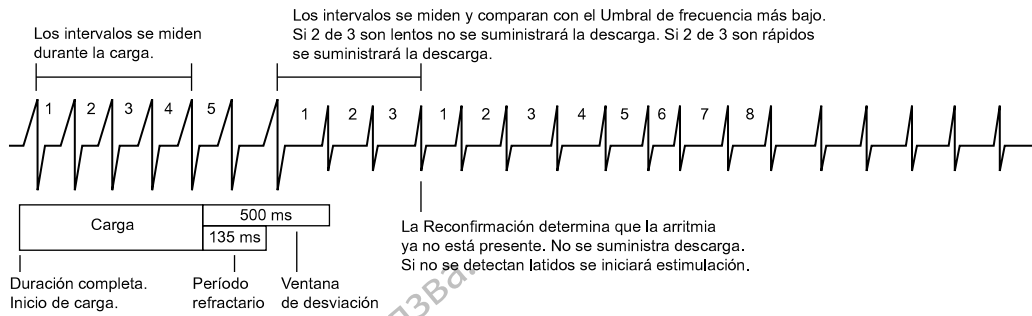 Los intervalos se miden
durante la carga.
Los intervalos se miden y comparan con el Umbral de frecuencia más bajo.
Si 2 de 3 son lentos no se suministrará la descarga. Si 2 de 3 son rápidos
se suministrará la descarga.
1 2 3 4 5 1 2 3 1 2 3 4 5 6 7 8
Carga
500 ms
135 ms
Duración completa.
Inicio de carga.
Período
refractario
Ventana
de desviación
La Reconfirmación determina que la arritmia
ya no está presente. No se suministra descarga.
Si no se detectan latidos se iniciará estimulación.